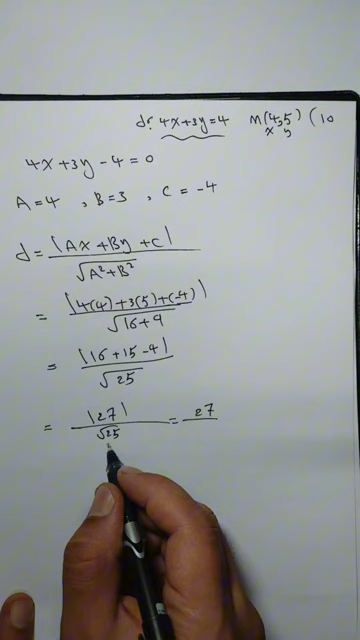 d: 4x+3y=4   M(4,5) (10
x y
4x+3y-4=0
A=4 , B=3 , C=-4
d = |Ax+By+C| / √A²+B²
= |4(4)+3(5)+(-4)| / √16+9
= |16+15-4| / √25
= |27| / √25 = 27